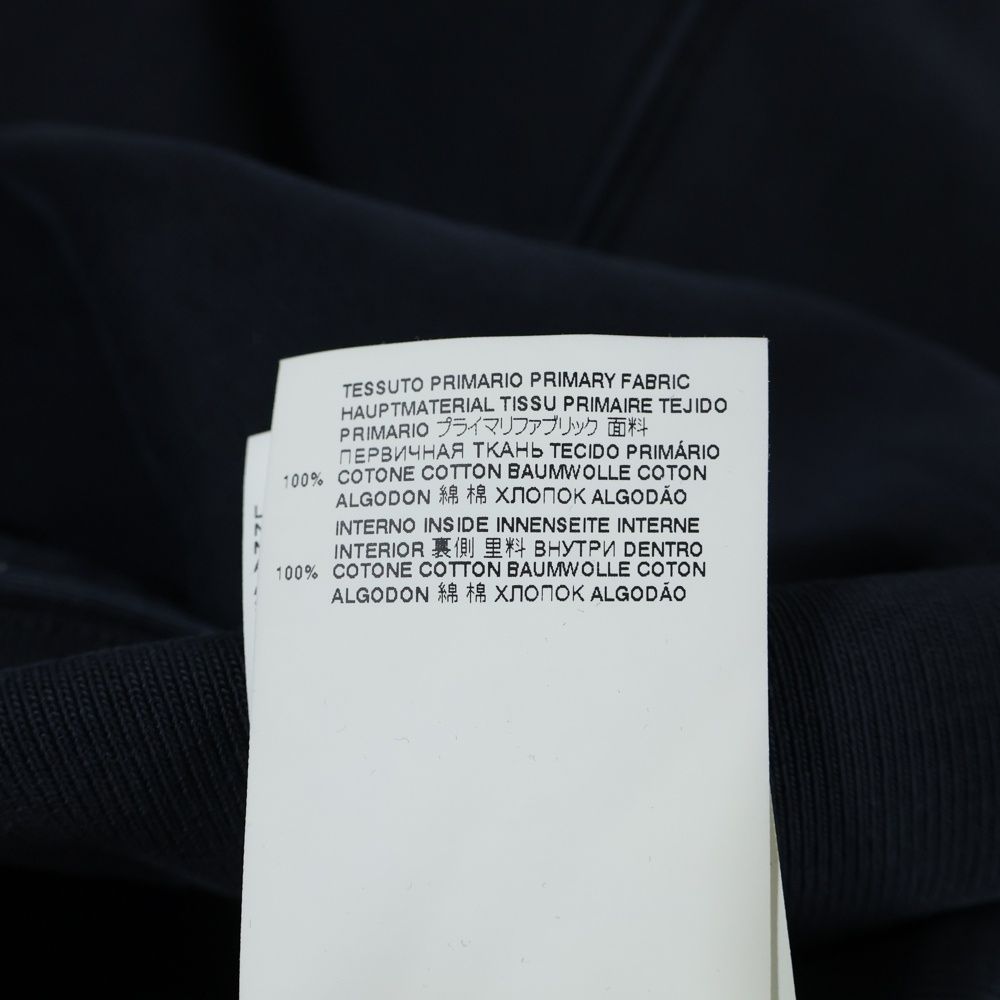 TESSUTO PRIMARIO PRIMARY FABRIC
HAUPTMATERIAL TISSU PRIMAIRE TEJIDO
PRIMARIO プライマリファブリック 面料
ПЕРВИЧНАЯ ТКАНЬ TECIDO PRIMÁRIO
100% COTONE COTTON BAUMWOLLE COTON
ALGODON 綿 棉 ХЛОПОК ALGODÃO
INTERNO INSIDE INNENSEITE INTERNE
INTERIOR 裏側 里料 ВНУТРИ DENTRO
100% COTONE COTTON BAUMWOLLE COTON
ALGODON 綿 棉 ХЛОПОК ALGODÃO